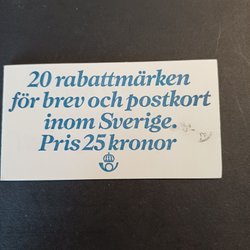 20 rabattmärken
för brev och postkort
inom Sverige.
Pris 25 kronor